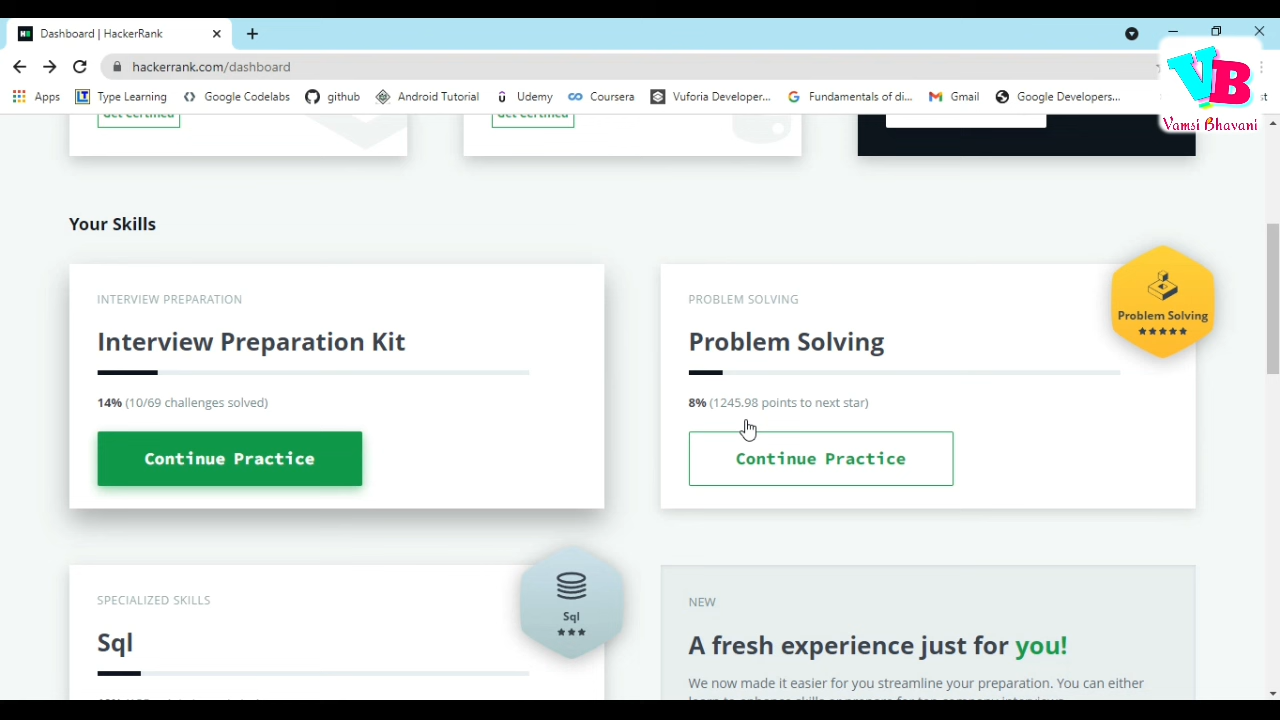 Dashboard | HackerRank
hackerrank.com/dashboard
Apps
Type Learning
Google Codelabs
github
Android Tutorial
Udemy
Coursera
Vuforia Developer...
Fundamentals of di...
Gmail
Google Developers...
VB
Vamsi Bhavani
Get Certified
Get Certified
Your Skills
INTERVIEW PREPARATION
Interview Preparation Kit
14% (10/69 challenges solved)
Continue Practice
PROBLEM SOLVING
Problem Solving
8% (1245.98 points to next star)
Continue Practice
Problem Solving
SPECIALIZED SKILLS
Sql
Sql
NEW
A fresh experience just for you!
We now made it easier for you streamline your preparation. You can either